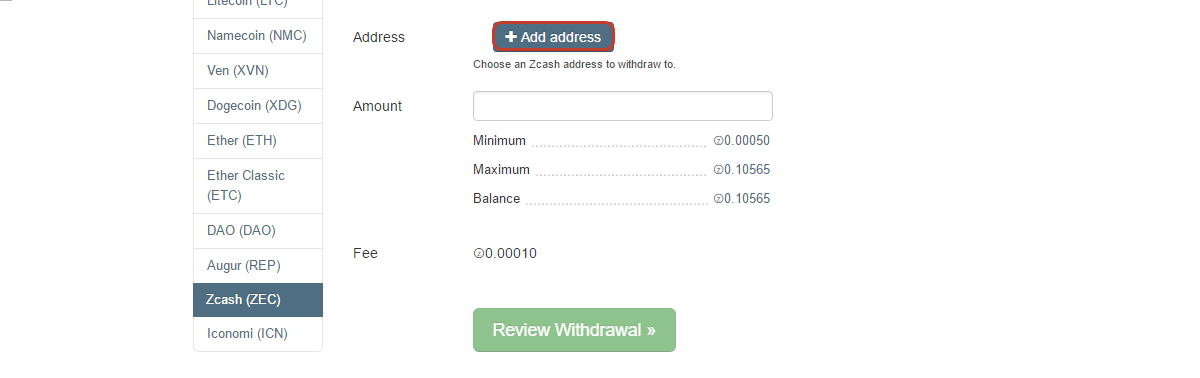 Litecoin (LTC)
Namecoin (NMC)
Ven (XVN)
Dogecoin (XDG)
Ether (ETH)
Ether Classic
(ETC)
DAO (DAO)
Augur (REP)
Zcash (ZEC)
Iconomi (ICN)
Address
+ Add address
Choose an Zcash address to withdraw to.
Amount
Minimum ⓩ0.00050
Maximum ⓩ0.10565
Balance ⓩ0.10565
Fee ⓩ0.00010
Review Withdrawal »